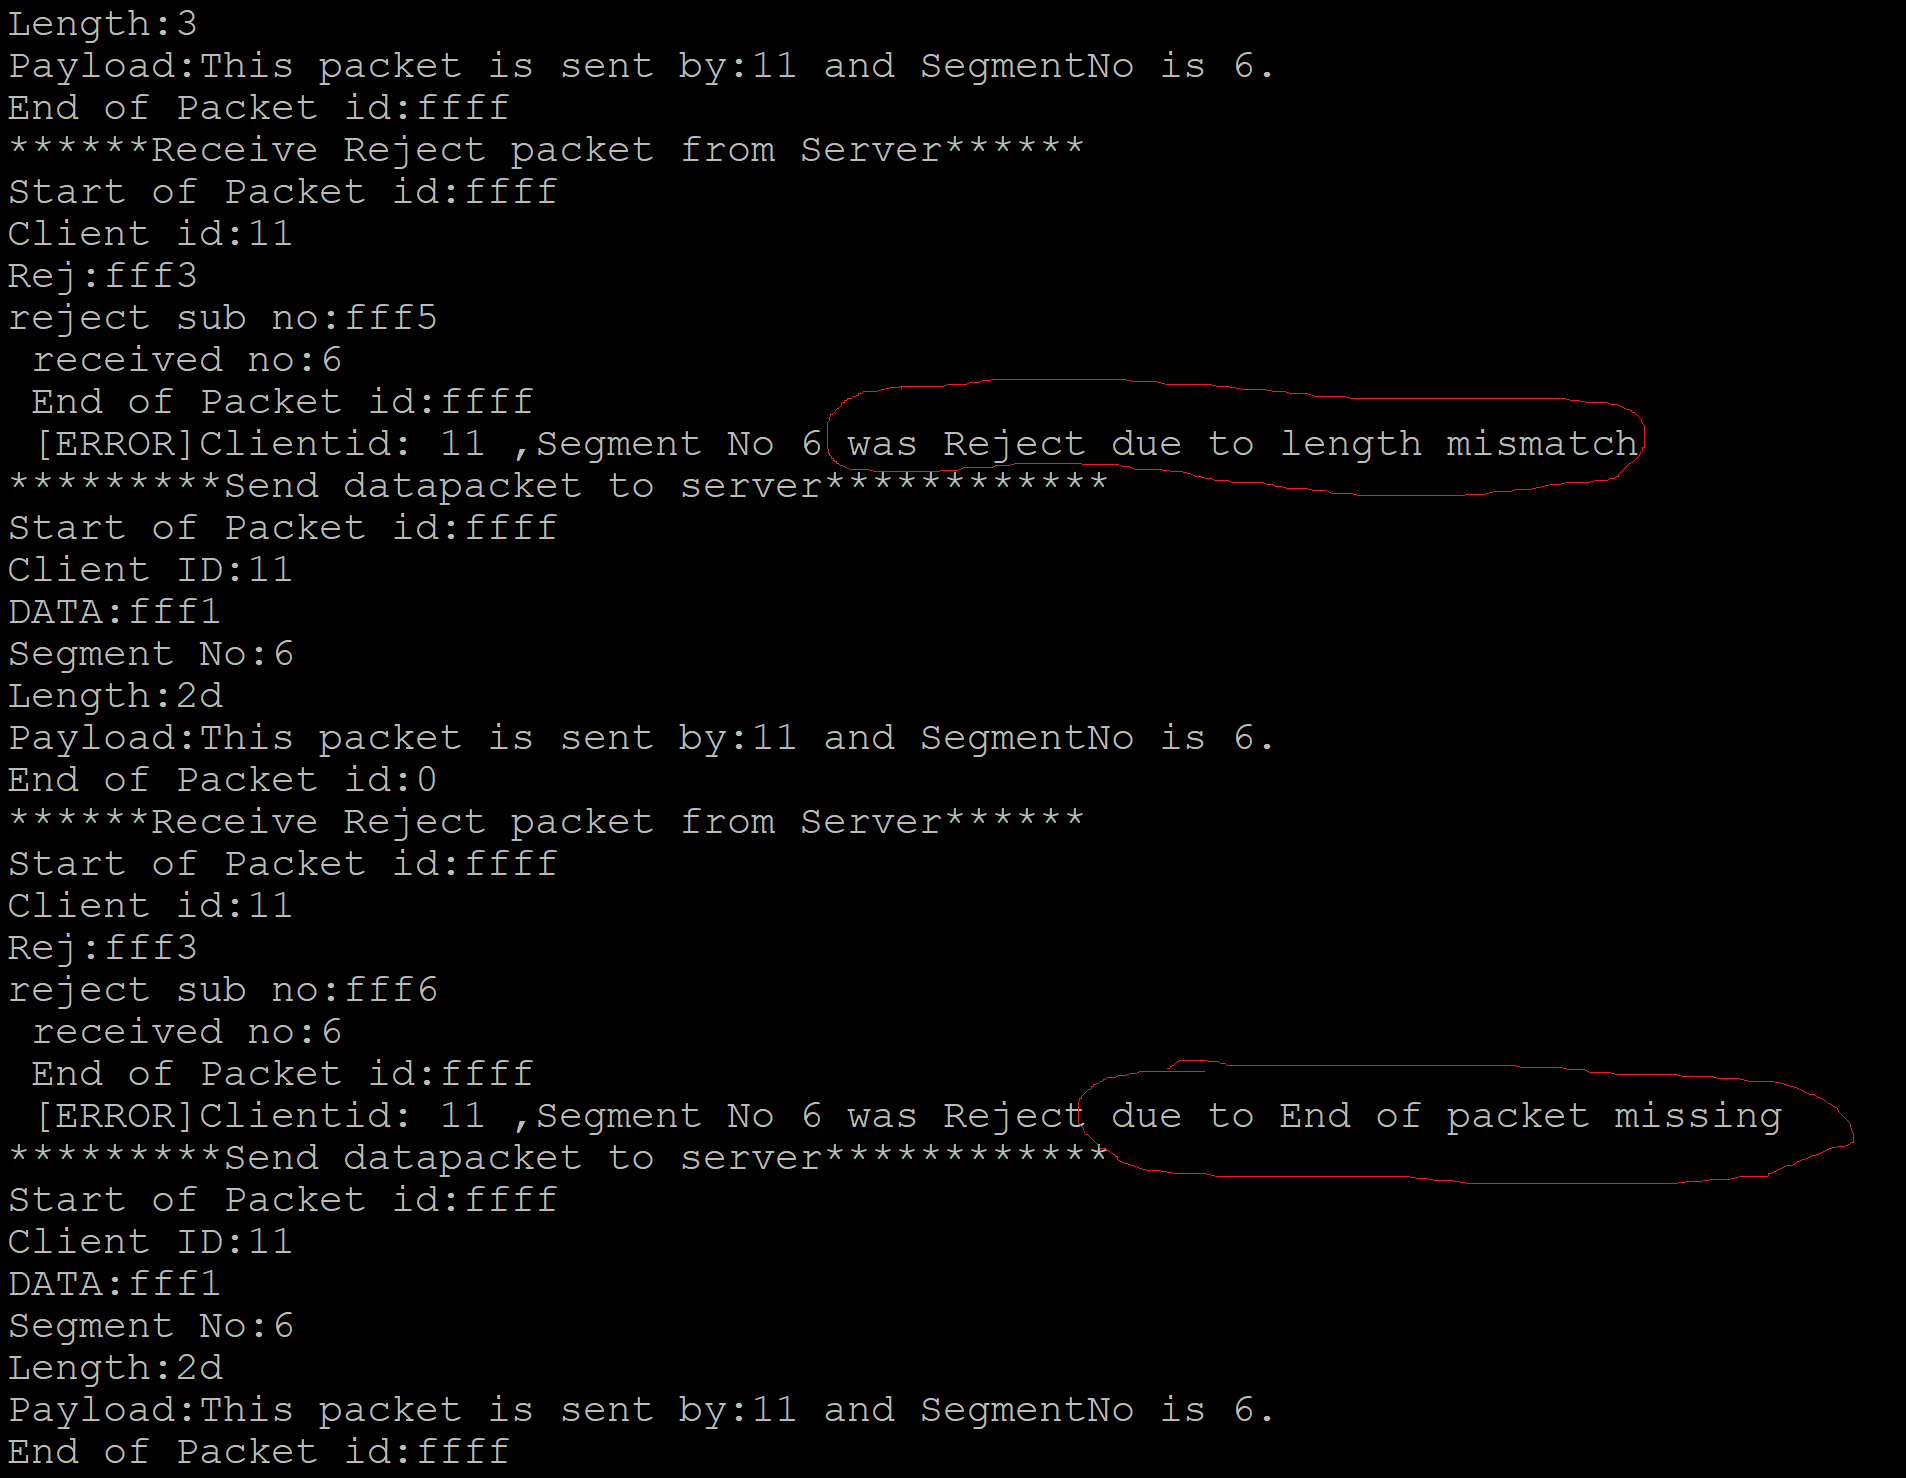 Length:3
Payload:This packet is sent by:11 and SegmentNo is 6.
End of Packet id:ffff
******Receive Reject packet from Server******
Start of Packet id:ffff
Client id:11
Rej:fff3
reject sub no:fff5
 received no:6
 End of Packet id:ffff
 [ERROR]Clientid: 11 ,Segment No 6 was Reject due to length mismatch
*********Send datapacket to server************
Start of Packet id:ffff
Client ID:11
DATA:fff1
Segment No:6
Length:2d
Payload:This packet is sent by:11 and SegmentNo is 6.
End of Packet id:0
******Receive Reject packet from Server******
Start of Packet id:ffff
Client id:11
Rej:fff3
reject sub no:fff6
 received no:6
 End of Packet id:ffff
 [ERROR]Clientid: 11 ,Segment No 6 was Reject due to End of packet missing
*********Send datapacket to server************
Start of Packet id:ffff
Client ID:11
DATA:fff1
Segment No:6
Length:2d
Payload:This packet is sent by:11 and SegmentNo is 6.
End of Packet id:ffff